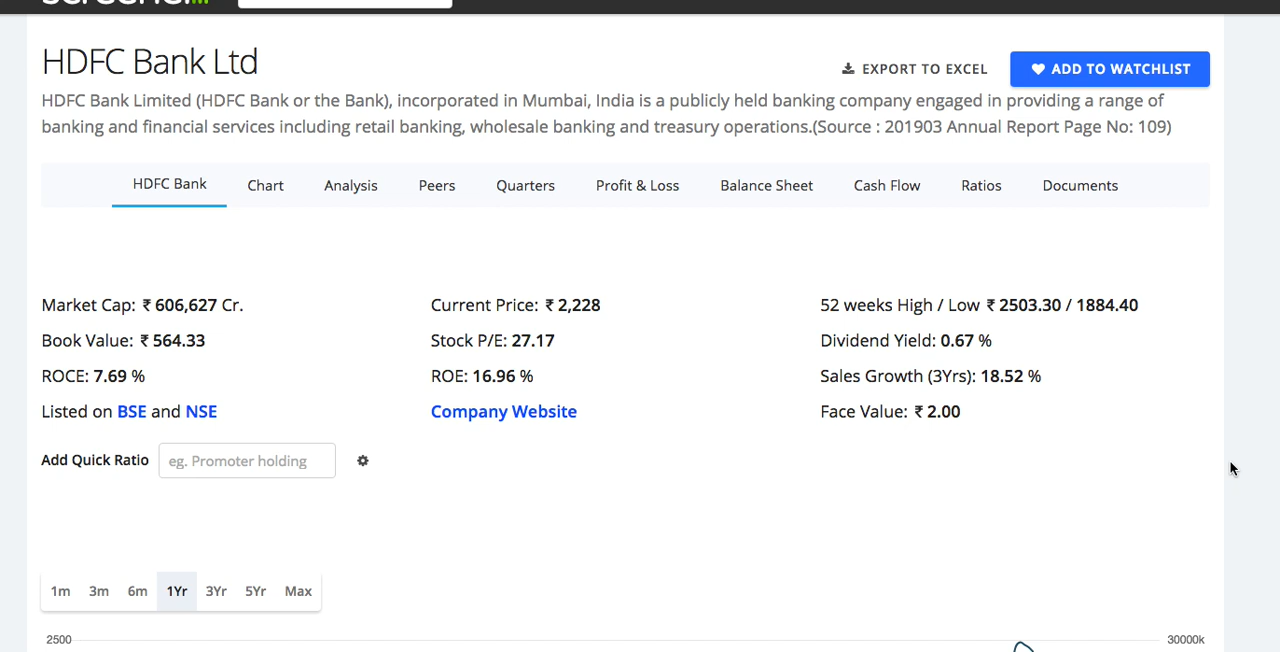 HDFC Bank Ltd
EXPORT TO EXCEL
ADD TO WATCHLIST
HDFC Bank Limited (HDFC Bank or the Bank), incorporated in Mumbai, India is a publicly held banking company engaged in providing a range of
banking and financial services including retail banking, wholesale banking and treasury operations.(Source : 201903 Annual Report Page No: 109)
HDFC Bank Chart Analysis Peers Quarters Profit & Loss Balance Sheet Cash Flow Ratios Documents
Market Cap: ₹ 606,627 Cr. Current Price: ₹ 2,228 52 weeks High / Low ₹ 2503.30 / 1884.40
Book Value: ₹ 564.33 Stock P/E: 27.17 Dividend Yield: 0.67 %
ROCE: 7.69 % ROE: 16.96 % Sales Growth (3Yrs): 18.52 %
Listed on BSE and NSE Company Website Face Value: ₹ 2.00
Add Quick Ratio eg. Promoter holding
1m 3m 6m 1Yr 3Yr 5Yr Max
2500 30000k